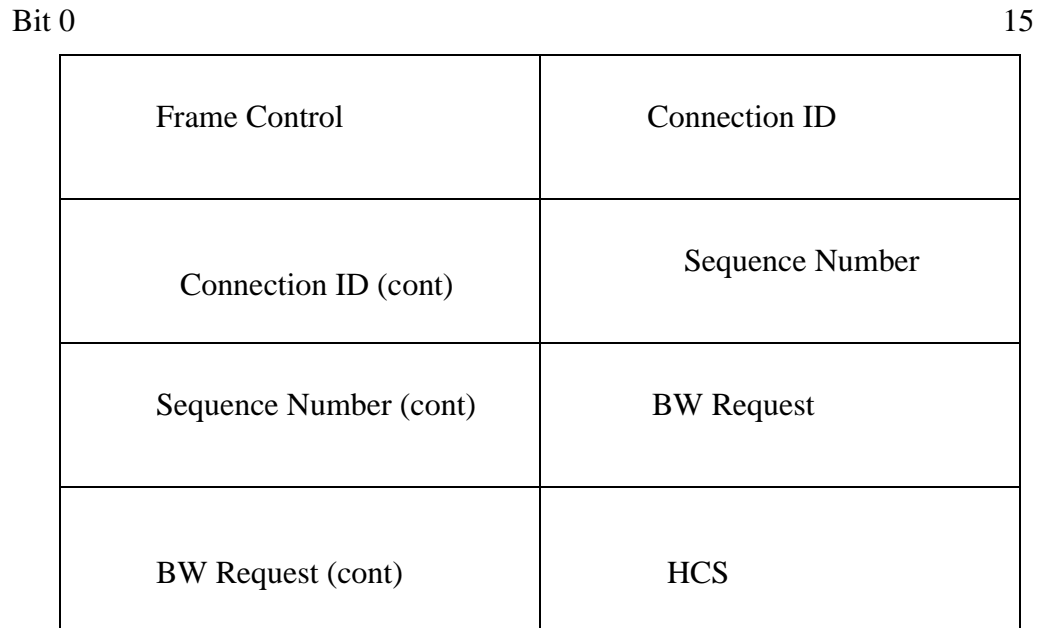 Bit 0 15
Frame Control Connection ID
Connection ID (cont) Sequence Number
Sequence Number (cont) BW Request
BW Request (cont) HCS